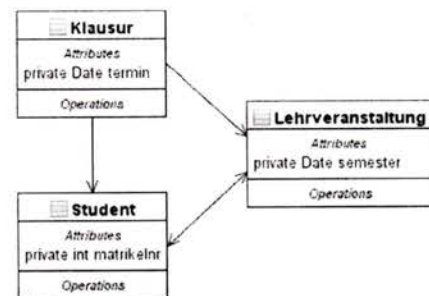 Klausur
Attributes
private Date termin
Operations
Lehrveranstaltung
Attributes
private Date semester
Operations
Student
Attributes
private int matrikelnr
Operations